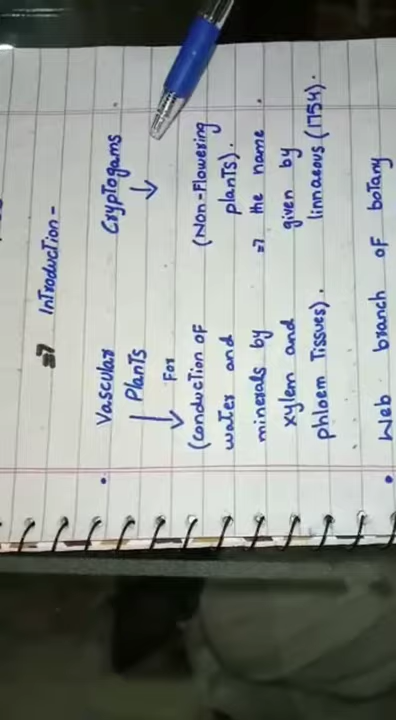 => Introduction -
• Vascular Plants Cryptogams
↓ For ↓
(conduction of (Non-Flowering
water and plants).
minerals by => the name
xylem and given by
phloem tissues). linnaeous (1754).
• Web branch of botany